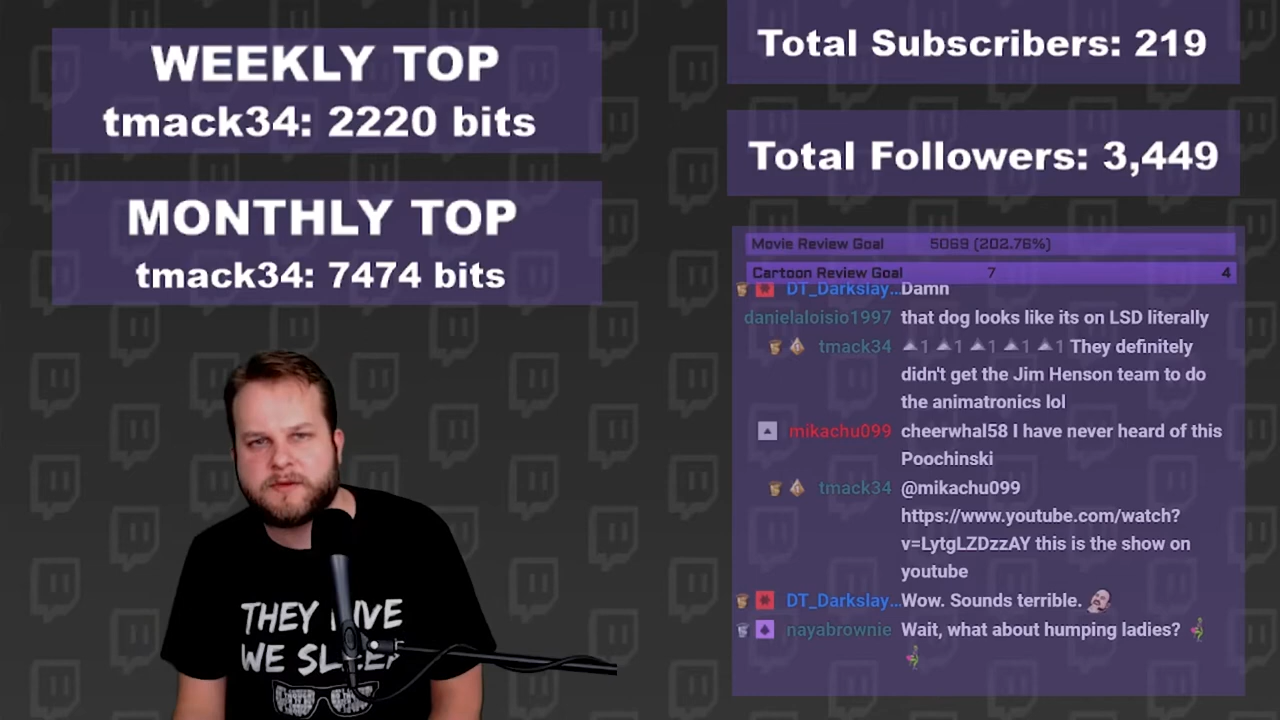 WEEKLY TOP
tmack34: 2220 bits
MONTHLY TOP
tmack34: 7474 bits
THEY LIVE
WE SLEEP
Total Subscribers: 219
Total Followers: 3,449
Movie Review Goal 5069 (202.76%)
Cartoon Review Goal 7 4
DT_Darkslay... Damn
danielaloisio1997 that dog looks like its on LSD literally
tmack34 1 1 1 1 1 They definitely
didn't get the Jim Henson team to do
the animatronics lol
mikachu099 cheerwhal58 I have never heard of this
Poochinski
tmack34 @mikachu099
https://www.youtube.com/watch?
v=LytgLZDzzAY this is the show on
youtube
DT_Darkslay... Wow. Sounds terrible.
nayabrownie Wait, what about humping ladies?